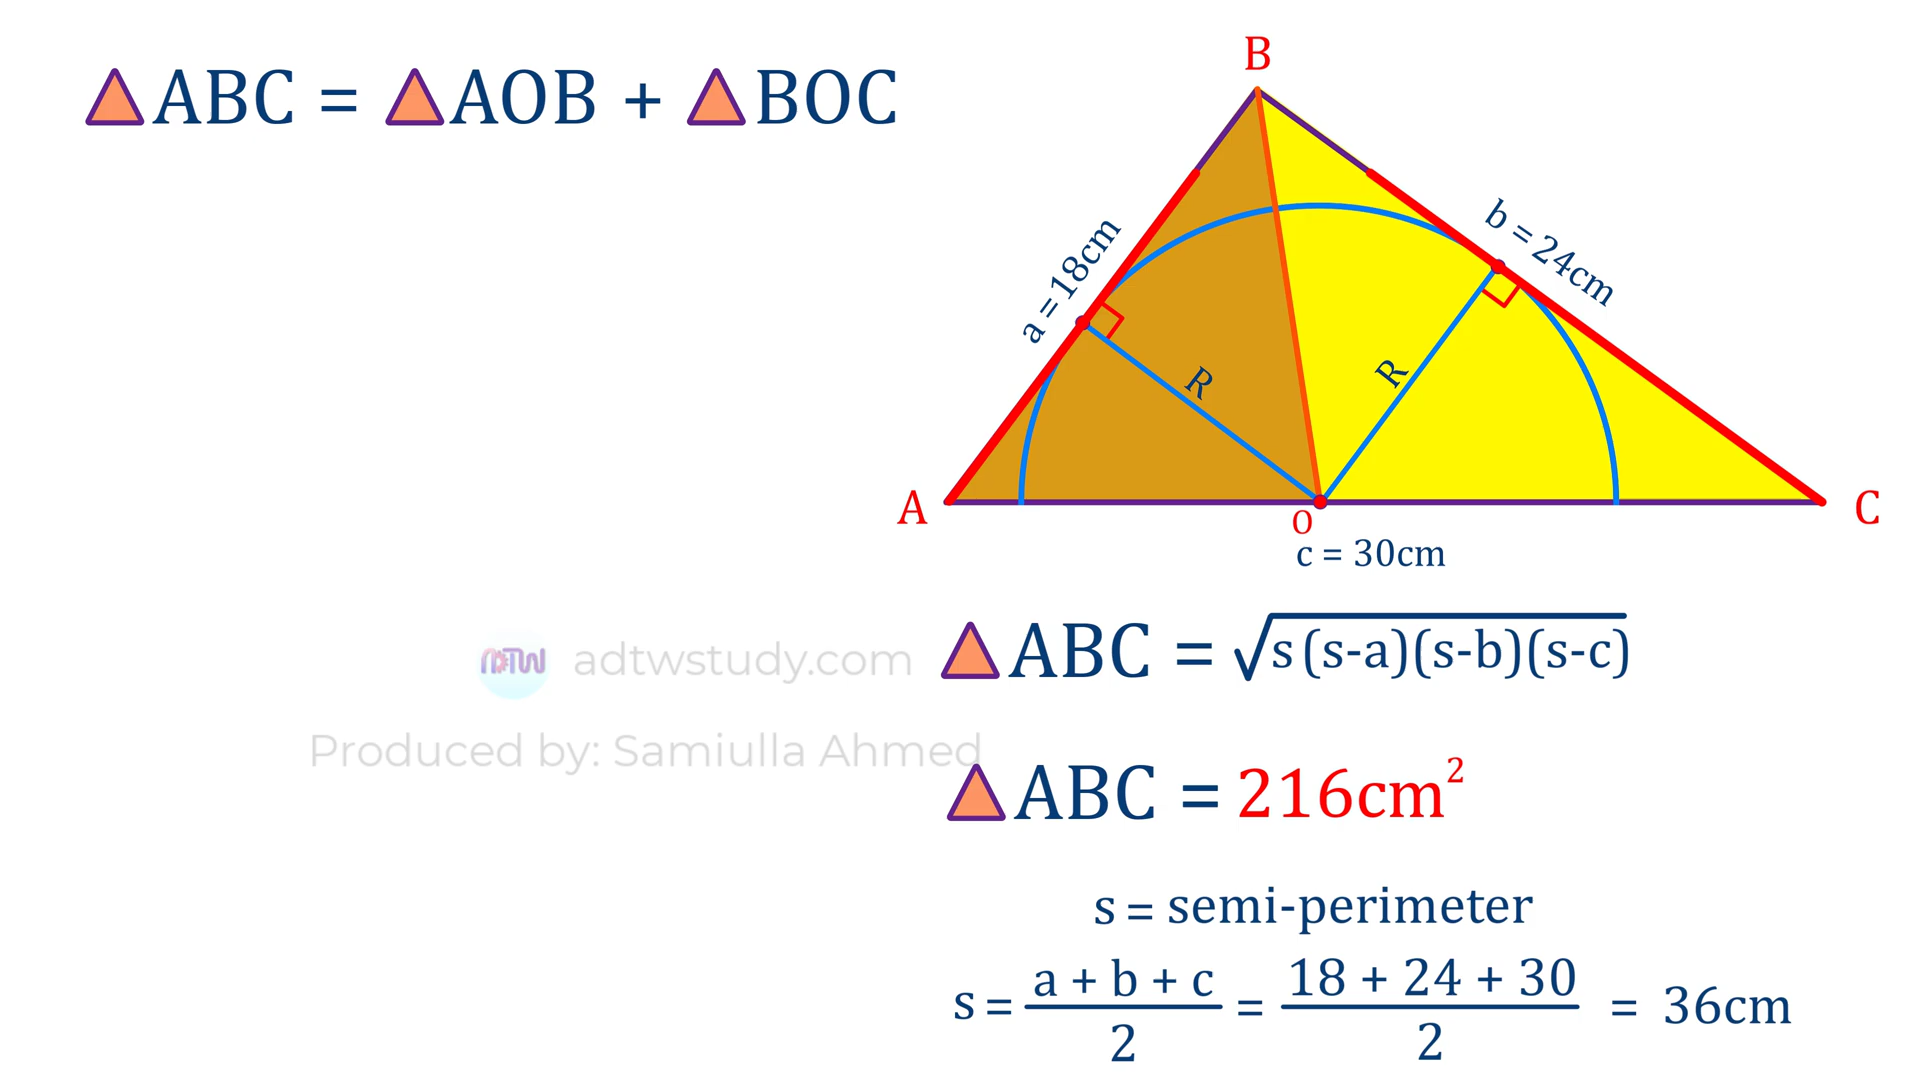 ABC = AOB + BOC
B
a = 18cm
b = 24cm
R
R
A
O
C
c = 30cm
ABC = √s(s-a)(s-b)(s-c)
ADTW adtwstudy.com
Produced by: Samiulla Ahmed
ABC = 216cm²
s = semi-perimeter
s = (a + b + c)/2 = (18 + 24 + 30)/2 = 36cm